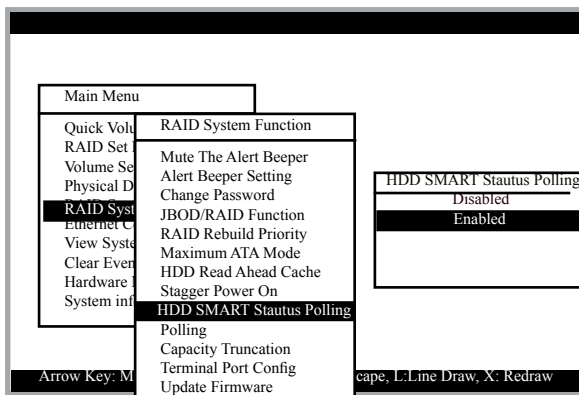 Main Menu
Quick Volu
RAID Set
Volume Se
Physical D
RAID Syst
Ethernet C
View Syste
Clear Even
Hardware
System inf
RAID System Function
Mute The Alert Beeper
Alert Beeper Setting
Change Password
JBOD/RAID Function
RAID Rebuild Priority
Maximum ATA Mode
HDD Read Ahead Cache
Stagger Power On
HDD SMART Stautus Polling
Polling
Capacity Truncation
Terminal Port Config
Update Firmware
HDD SMART Stautus Polling
Disabled
Enabled
Arrow Key: M cape, L:Line Draw, X: Redraw